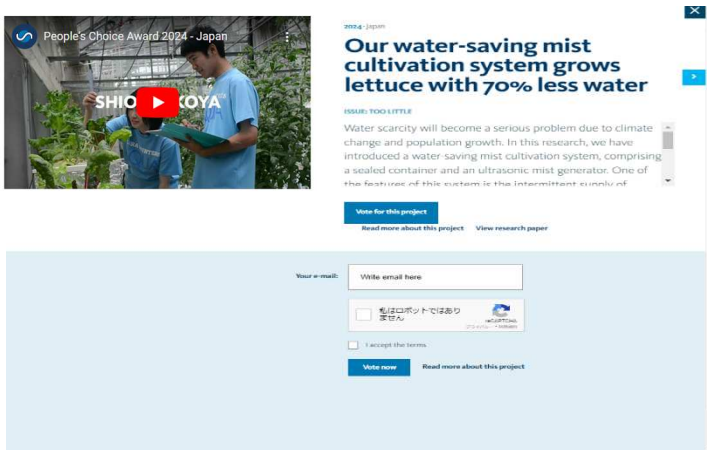 People's Choice Award 2024 - Japan
SHIO KOYA
2024 - Japan
Our water-saving mist
cultivation system grows
lettuce with 70% less water
ISSUE: TOO LITTLE
Water scarcity will become a serious problem due to climate
change and population growth. In this research, we have
introduced a water-saving mist cultivation system, comprising
a sealed container and an ultrasonic mist generator. One of
the features of this system is the intermittent supply of
Vote for this project
Read more about this project View research paper
Your e-mail:
Write email here
私はロボットではあり
ません
reCAPTCHA
I accept the terms
Vote now
Read more about this project